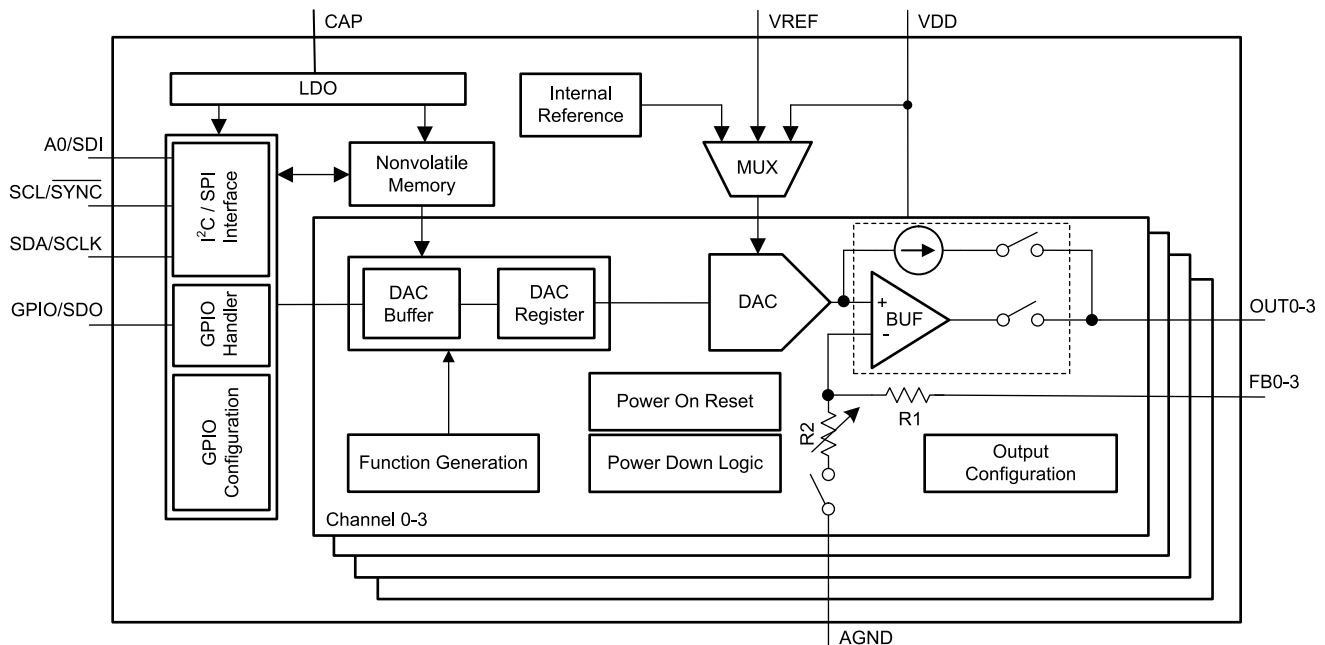 CAP
VREF
VDD
LDO
Internal
Reference
A0/SDI
SCL/SYNC
SDA/SCLK
GPIO/SDO
I²C / SPI
Interface
Nonvolatile
Memory
MUX
GPIO
Handler
GPIO
Configuration
DAC
Buffer
DAC
Register
DAC
+
BUF
-
OUT0-3
FB0-3
R1
R2
Power On Reset
Function Generation
Power Down Logic
Output
Configuration
Channel 0-3
AGND